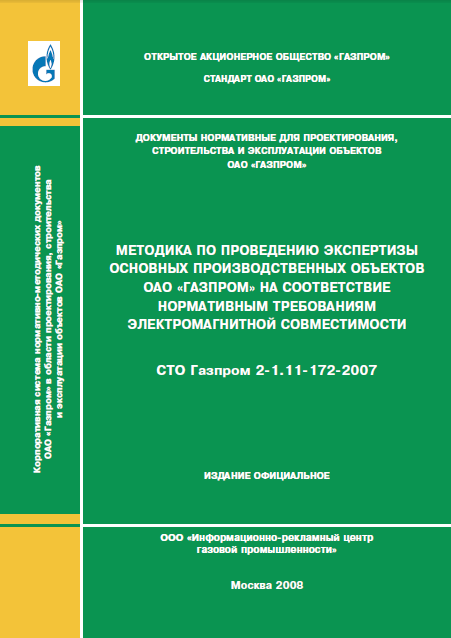 ОТКРЫТОЕ АКЦИОНЕРНОЕ ОБЩЕСТВО «ГАЗПРОМ»
СТАНДАРТ ОАО «ГАЗПРОМ»
ДОКУМЕНТЫ НОРМАТИВНЫЕ ДЛЯ ПРОЕКТИРОВАНИЯ,
СТРОИТЕЛЬСТВА И ЭКСПЛУАТАЦИИ ОБЪЕКТОВ
ОАО «ГАЗПРОМ»
Корпоративная система нормативно-методических документов
ОАО «Газпром» в области проектирования, строительства
и эксплуатации объектов ОАО «Газпром»
МЕТОДИКА ПО ПРОВЕДЕНИЮ ЭКСПЕРТИЗЫ
ОСНОВНЫХ ПРОИЗВОДСТВЕННЫХ ОБЪЕКТОВ
ОАО «ГАЗПРОМ» НА СООТВЕТСТВИЕ
НОРМАТИВНЫМ ТРЕБОВАНИЯМ
ЭЛЕКТРОМАГНИТНОЙ СОВМЕСТИМОСТИ
СТО Газпром 2-1.11-172-2007
ИЗДАНИЕ ОФИЦИАЛЬНОЕ
ООО «Информационно-рекламный центр
газовой промышленности»
Москва 2008